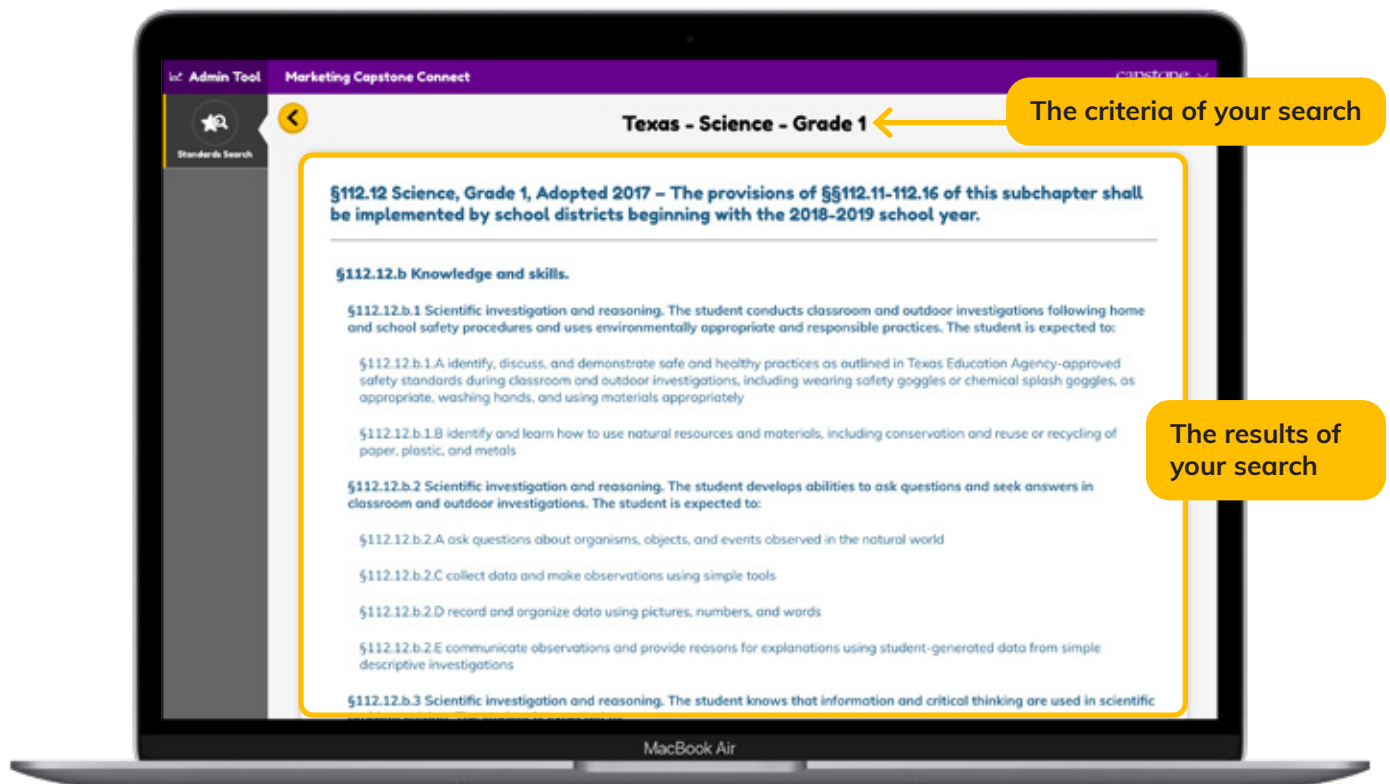 Admin Tool
Marketing Capstone Connect
capstone
Standards Search
Texas - Science - Grade 1
The criteria of your search
§112.12 Science, Grade 1, Adopted 2017 – The provisions of §§112.11-112.16 of this subchapter shall
be implemented by school districts beginning with the 2018-2019 school year.
§112.12.b Knowledge and skills.
§112.12.b.1 Scientific investigation and reasoning. The student conducts classroom and outdoor investigations following home
and school safety procedures and uses environmentally appropriate and responsible practices. The student is expected to:
§112.12.b.1.A identify, discuss, and demonstrate safe and healthy practices as outlined in Texas Education Agency-approved
safety standards during classroom and outdoor investigations, including wearing safety goggles or chemical splash goggles, as
appropriate, washing hands, and using materials appropriately
§112.12.b.1.B identify and learn how to use natural resources and materials, including conservation and reuse or recycling of
paper, plastic, and metals
The results of
your search
§112.12.b.2 Scientific investigation and reasoning. The student develops abilities to ask questions and seek answers in
classroom and outdoor investigations. The student is expected to:
§112.12.b.2.A ask questions about organisms, objects, and events observed in the natural world
§112.12.b.2.C collect data and make observations using simple tools
§112.12.b.2.D record and organize data using pictures, numbers, and words
§112.12.b.2.E communicate observations and provide reasons for explanations using student-generated data from simple
descriptive investigations
§112.12.b.3 Scientific investigation and reasoning. The student knows that information and critical thinking are used in scientific
MacBook Air